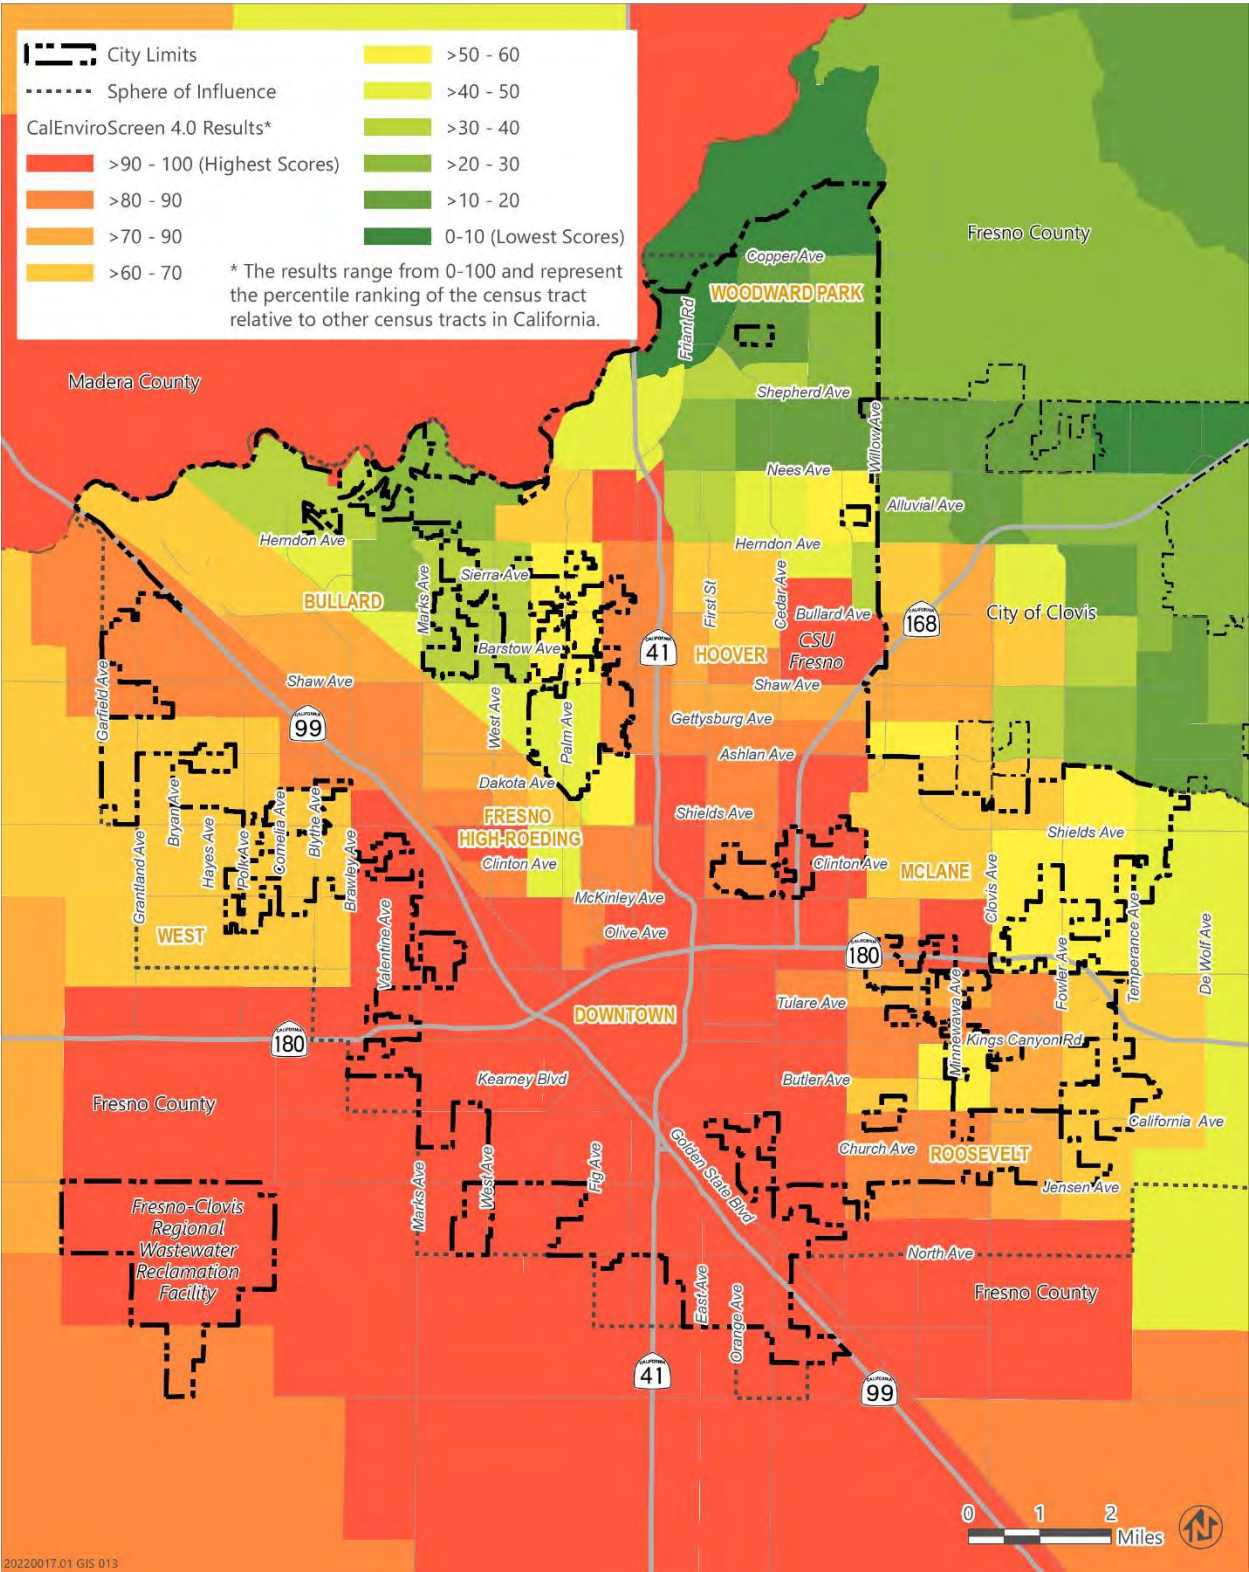 City Limits
Sphere of Influence
CalEnviroScreen 4.0 Results*
>90 - 100 (Highest Scores)
>80 - 90
>70 - 90
>60 - 70
>50 - 60
>40 - 50
>30 - 40
>20 - 30
>10 - 20
0-10 (Lowest Scores)
* The results range from 0-100 and represent
the percentile ranking of the census tract
relative to other census tracts in California.
Fresno County
Copper Ave
WOODWARD PARK
Friant Rd
Madera County
Shepherd Ave
Willow Ave
Nees Ave
Alluvial Ave
Herndon Ave
Herndon Ave
Sierra Ave
Marks Ave
BULLARD
First St
Cedar Ave
Bullard Ave
CALIFORNIA
168
City of Clovis
CSU
Fresno
CALIFORNIA
41
HOOVER
Barstow Ave
Shaw Ave
Shaw Ave
Garfield Ave
CALIFORNIA
99
West Ave
Palm Ave
Gettysburg Ave
Ashlan Ave
Dakota Ave
FRESNO
HIGH-ROEDING
Clinton Ave
Shields Ave
Shields Ave
Bryan Ave
Hayes Ave
Polk Ave
Cornelia Ave
Blythe Ave
Brawley Ave
Grantland Ave
Clinton Ave
MCLANE
Clovis Ave
McKinley Ave
Olive Ave
WEST
Valentine Ave
CALIFORNIA
180
Fowler Ave
Temperance Ave
De Wolf Ave
Tulare Ave
DOWNTOWN
Minnewawa Ave
Kings Canyon Rd
CALIFORNIA
180
Kearney Blvd
Butler Ave
Fresno County
California Ave
Church Ave
ROOSEVELT
Golden State Blvd
Fig Ave
Marks Ave
West Ave
Jensen Ave
Fresno-Clovis
Regional
Wastewater
Reclamation
Facility
North Ave
Fresno County
East Ave
Orange Ave
CALIFORNIA
41
CALIFORNIA
99
0 1 2
Miles
N
20220017.01 GIS 013